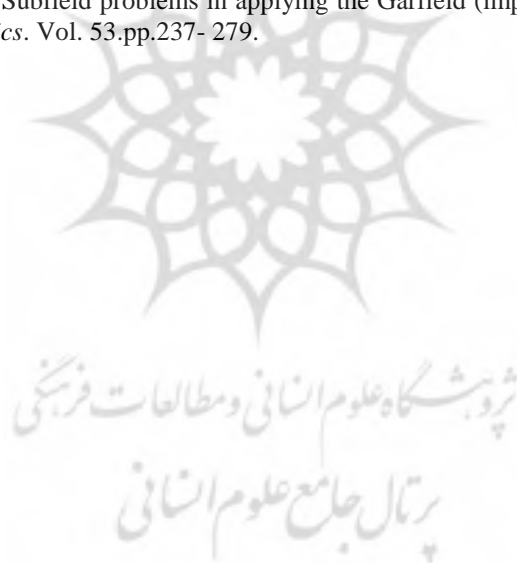 Subfield problems in applying the Garfield (Imp
ics. Vol. 53.pp.237- 279.
پژوهشگاه علوم انسانی و مطالعات فرهنگی
پرتال جامع علوم انسانی